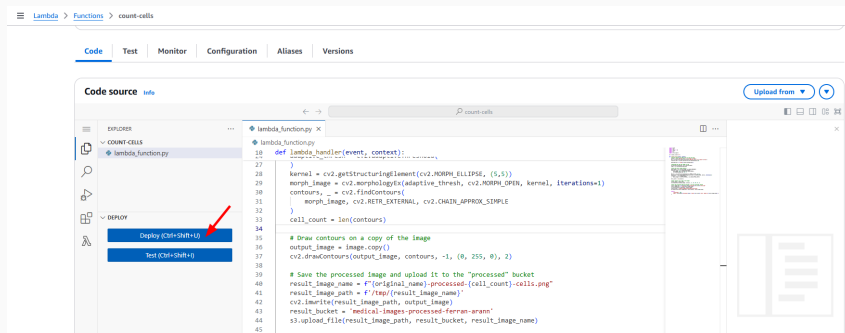 Lambda > Functions > count-cells
Code Test Monitor Configuration Aliases Versions
Code source Info
Upload from
count-cells
EXPLORER
COUNT-CELLS
lambda_function.py
DEPLOY
Deploy (Ctrl+Shift+U)
Test (Ctrl+Shift+I)
lambda_function.py
lambda_function.py
10 def lambda_handler(event, context):
27 )
28 kernel = cv2.getStructuringElement(cv2.MORPH_ELLIPSE, (5,5))
29 morph_image = cv2.morphologyEx(adaptive_thresh, cv2.MORPH_OPEN, kernel, iterations=1)
30 contours, _ = cv2.findContours(
31 morph_image, cv2.RETR_EXTERNAL, cv2.CHAIN_APPROX_SIMPLE
32 )
33 cell_count = len(contours)
34
35 # Draw contours on a copy of the image
36 output_image = image.copy()
37 cv2.drawContours(output_image, contours, -1, (0, 255, 0), 2)
38
39 # Save the processed image and upload it to the "processed" bucket
40 result_image_name = f"{original_name}-processed-{cell_count}-cells.png"
41 result_image_path = f'/tmp/{result_image_name}'
42 cv2.imwrite(result_image_path, output_image)
43 result_bucket = 'medical-images-processed-ferran-arann'
44 s3.upload_file(result_image_path, result_bucket, result_image_name)
45